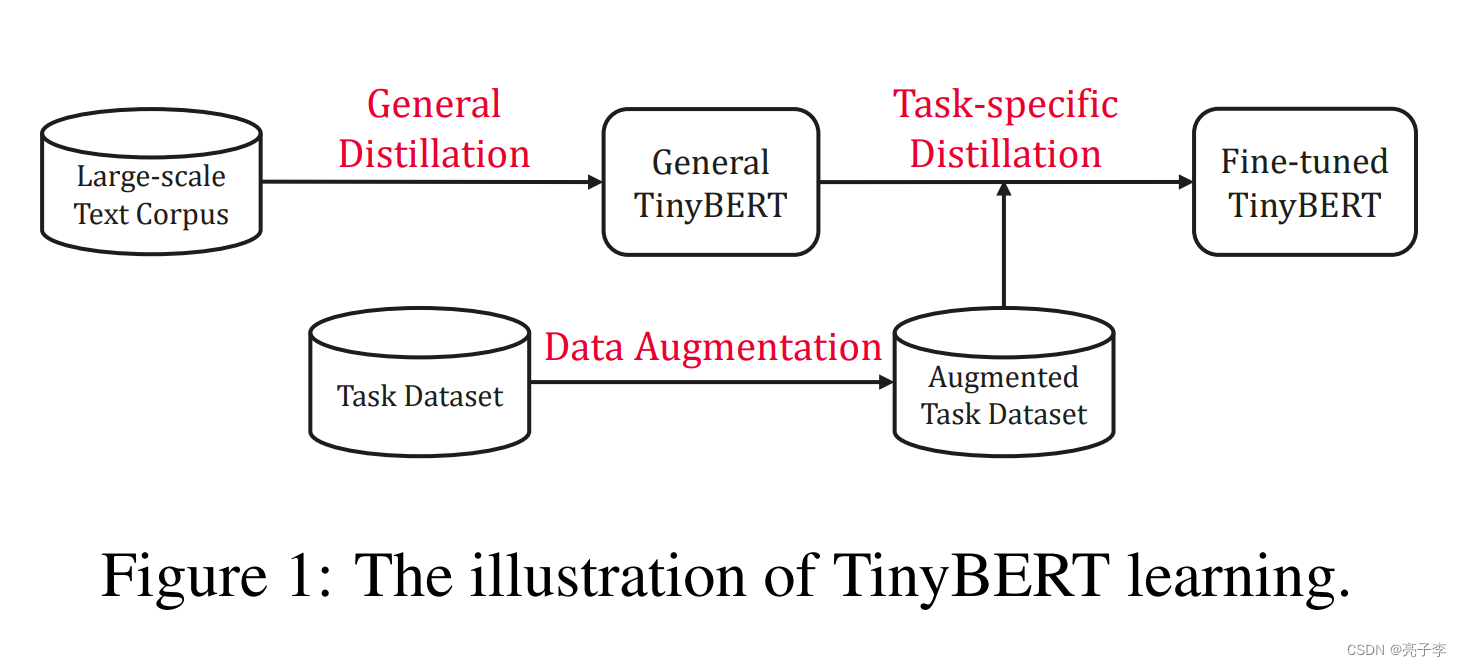 General
Distillation
Task-specific
Distillation
Large-scale
Text Corpus
General
TinyBERT
Fine-tuned
TinyBERT
Data Augmentation
Task Dataset
Augmented
Task Dataset
Figure 1: The illustration of TinyBERT learning.
CSDN @亮子李